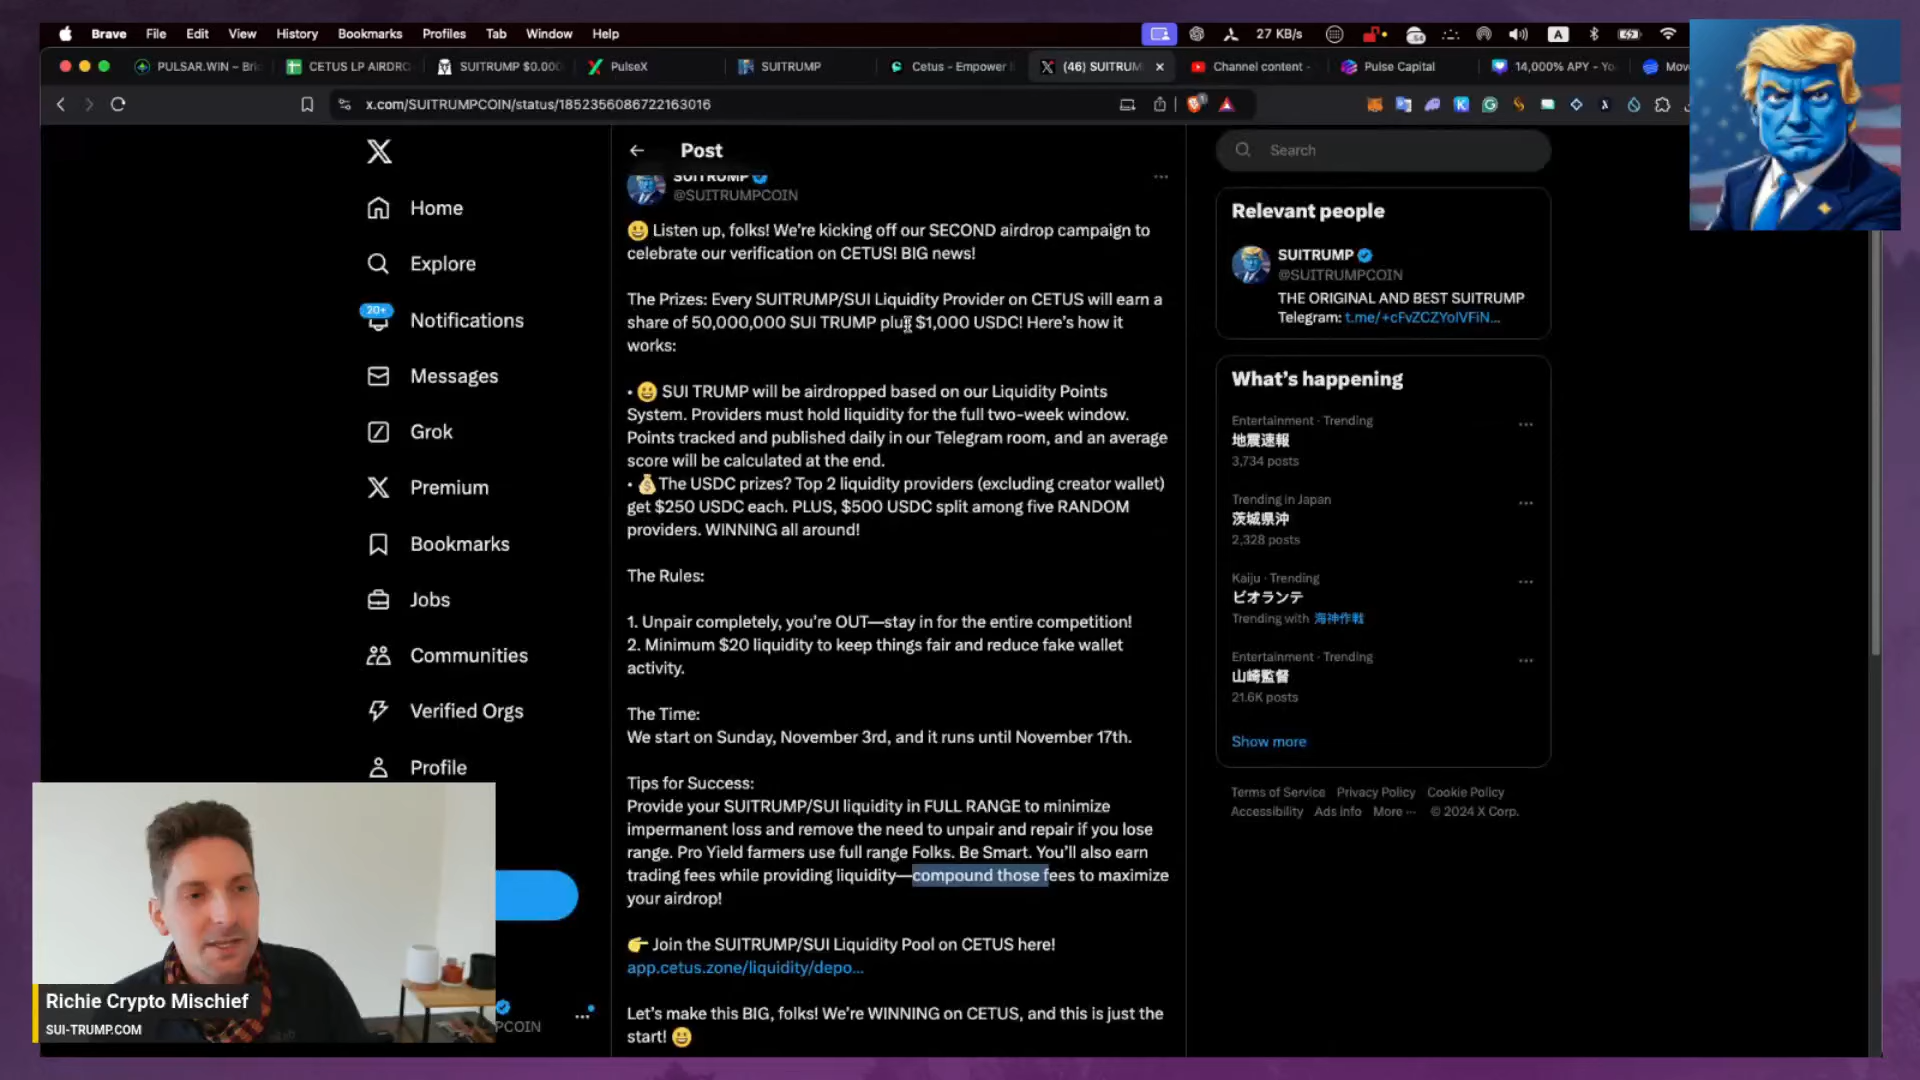 Brave File Edit View History Bookmarks Profiles Tab Window Help
27 KB/s
A
PULSAR.WIN – Bri
CETUS LP AIRDRO
SUITRUMP $0.000
PulseX
SUITRUMP
Cetus - Empower
(46) SUITRUM
Channel content -
Pulse Capital
14,000% APY - Yo
Mov
x.com/SUITRUMPCOIN/status/1852356086722163016
Home
Explore
20+
Notifications
Messages
Grok
Premium
Bookmarks
Jobs
Communities
Verified Orgs
Profile
PCOIN
Post
SUITRUMP
@SUITRUMPCOIN
😀 Listen up, folks! We’re kicking off our SECOND airdrop campaign to
celebrate our verification on CETUS! BIG news!
The Prizes: Every SUITRUMP/SUI Liquidity Provider on CETUS will earn a
share of 50,000,000 SUI TRUMP plus $1,000 USDC! Here’s how it
works:
• 😀 SUI TRUMP will be airdropped based on our Liquidity Points
System. Providers must hold liquidity for the full two-week window.
Points tracked and published daily in our Telegram room, and an average
score will be calculated at the end.
• 💰The USDC prizes? Top 2 liquidity providers (excluding creator wallet)
get $250 USDC each. PLUS, $500 USDC split among five RANDOM
providers. WINNING all around!
The Rules:
1. Unpair completely, you’re OUT—stay in for the entire competition!
2. Minimum $20 liquidity to keep things fair and reduce fake wallet
activity.
The Time:
We start on Sunday, November 3rd, and it runs until November 17th.
Tips for Success:
Provide your SUITRUMP/SUI liquidity in FULL RANGE to minimize
impermanent loss and remove the need to unpair and repair if you lose
range. Pro Yield farmers use full range Folks. Be Smart. You’ll also earn
trading fees while providing liquidity—compound those fees to maximize
your airdrop!
👉 Join the SUITRUMP/SUI Liquidity Pool on CETUS here!
app.cetus.zone/liquidity/depo…
Let’s make this BIG, folks! We’re WINNING on CETUS, and this is just the
start! 😀
Search
Relevant people
SUITRUMP
@SUITRUMPCOIN
THE ORIGINAL AND BEST SUITRUMP
Telegram: t.me/+cFvZCZYolVFiN…
What’s happening
Entertainment · Trending
地震速報
3,734 posts
Trending in Japan
茨城県沖
2,328 posts
Kaiju · Trending
ビオランテ
Trending with 海神作戦
Entertainment · Trending
山崎監督
21.6K posts
Show more
Terms of Service Privacy Policy Cookie Policy
Accessibility Ads info More ··· © 2024 X Corp.
Richie Crypto Mischief
SUI-TRUMP.COM